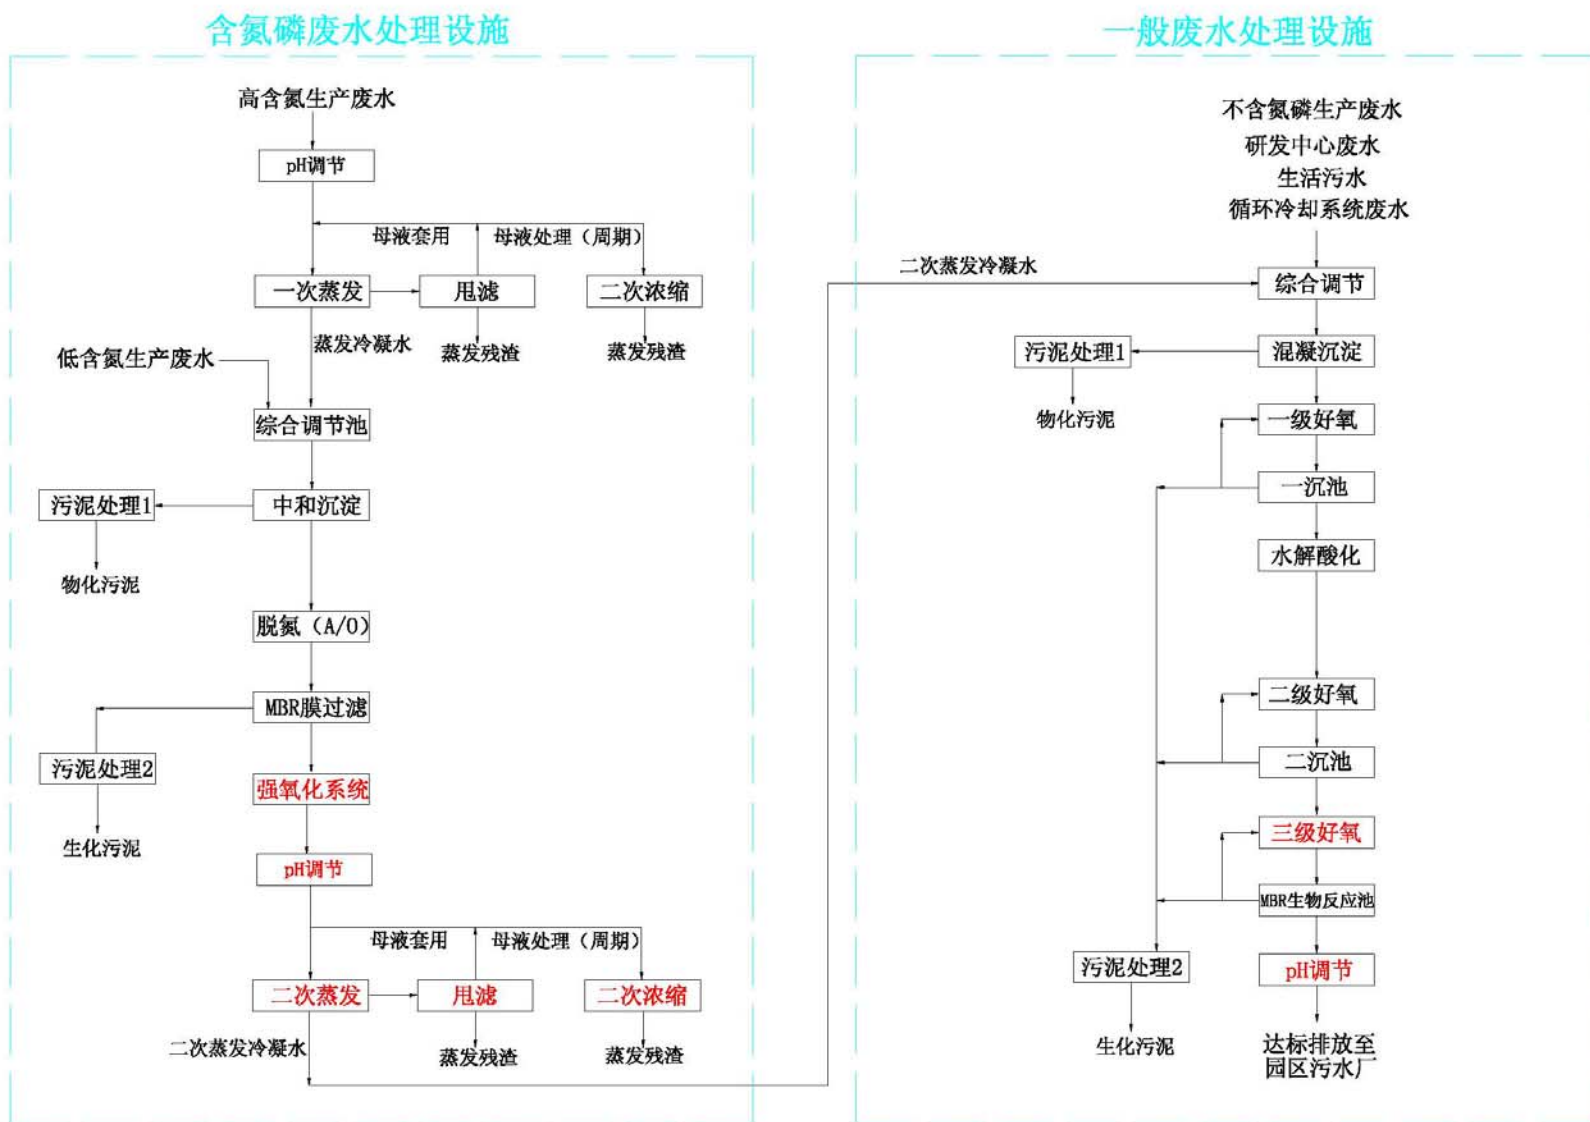 含氮磷废水处理设施
高含氮生产废水
pH调节
母液套用
母液处理（周期）
一次蒸发
甩滤
二次浓缩
蒸发冷凝水
蒸发残渣
蒸发残渣
低含氮生产废水
综合调节池
污泥处理1
中和沉淀
物化污泥
脱氮（A/O）
MBR膜过滤
污泥处理2
强氧化系统
生化污泥
pH调节
母液套用
母液处理（周期）
二次蒸发
甩滤
二次浓缩
二次蒸发冷凝水
蒸发残渣
蒸发残渣
一般废水处理设施
不含氮磷生产废水
研发中心废水
生活污水
循环冷却系统废水
二次蒸发冷凝水
综合调节
污泥处理1
混凝沉淀
物化污泥
一级好氧
一沉池
水解酸化
二级好氧
二沉池
三级好氧
MBR生物反应池
污泥处理2
pH调节
生化污泥
达标排放至
园区污水厂